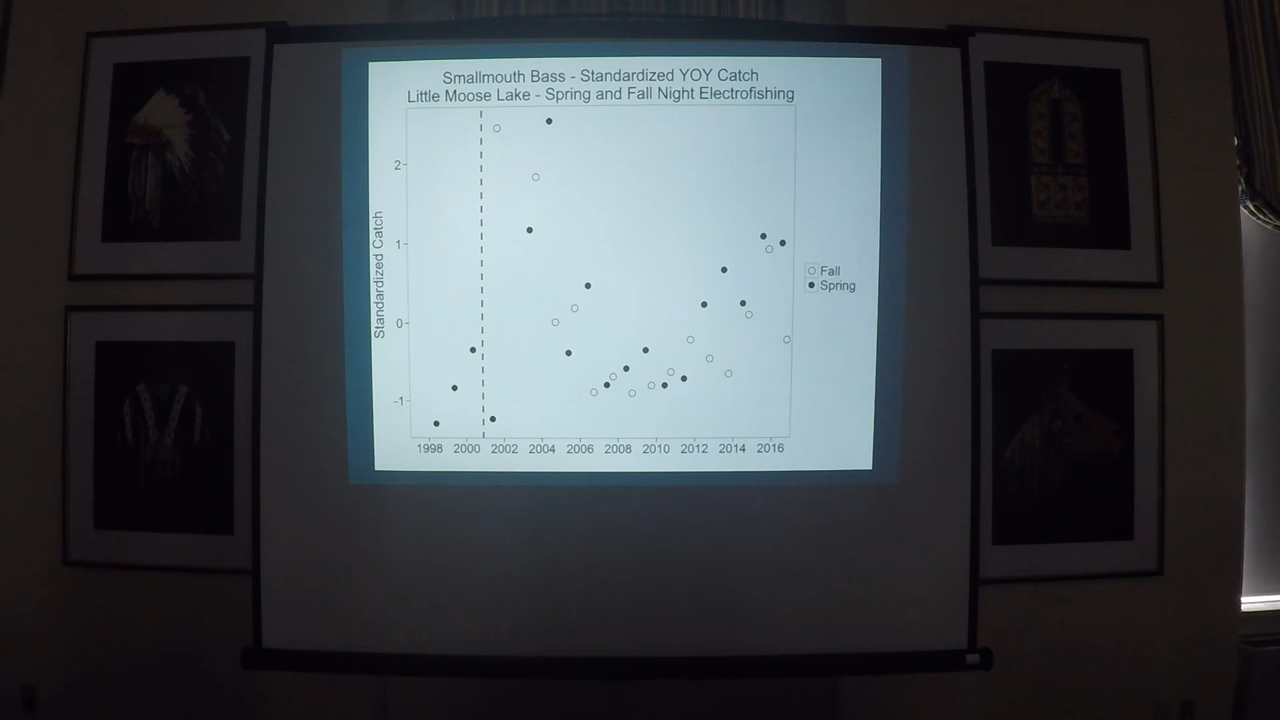 Smallmouth Bass - Standardized YOY Catch
Little Moose Lake - Spring and Fall Night Electrofishing
Standardized Catch
2
1
0
-1
1998 2000 2002 2004 2006 2008 2010 2012 2014 2016
Fall
Spring